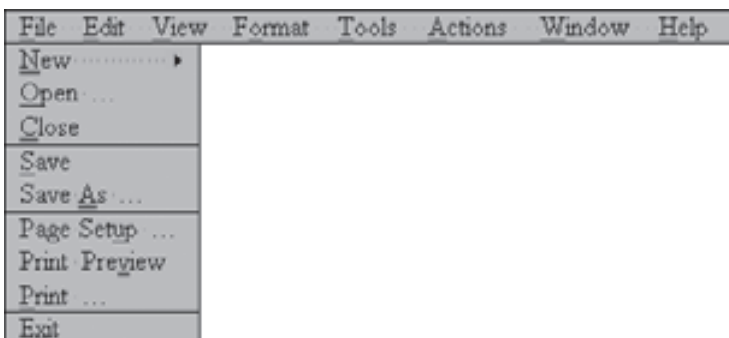 File Edit View Format Tools Actions Window Help
New
Open ...
Close
Save
Save As ...
Page Setup ...
Print Preview
Print ...
Exit